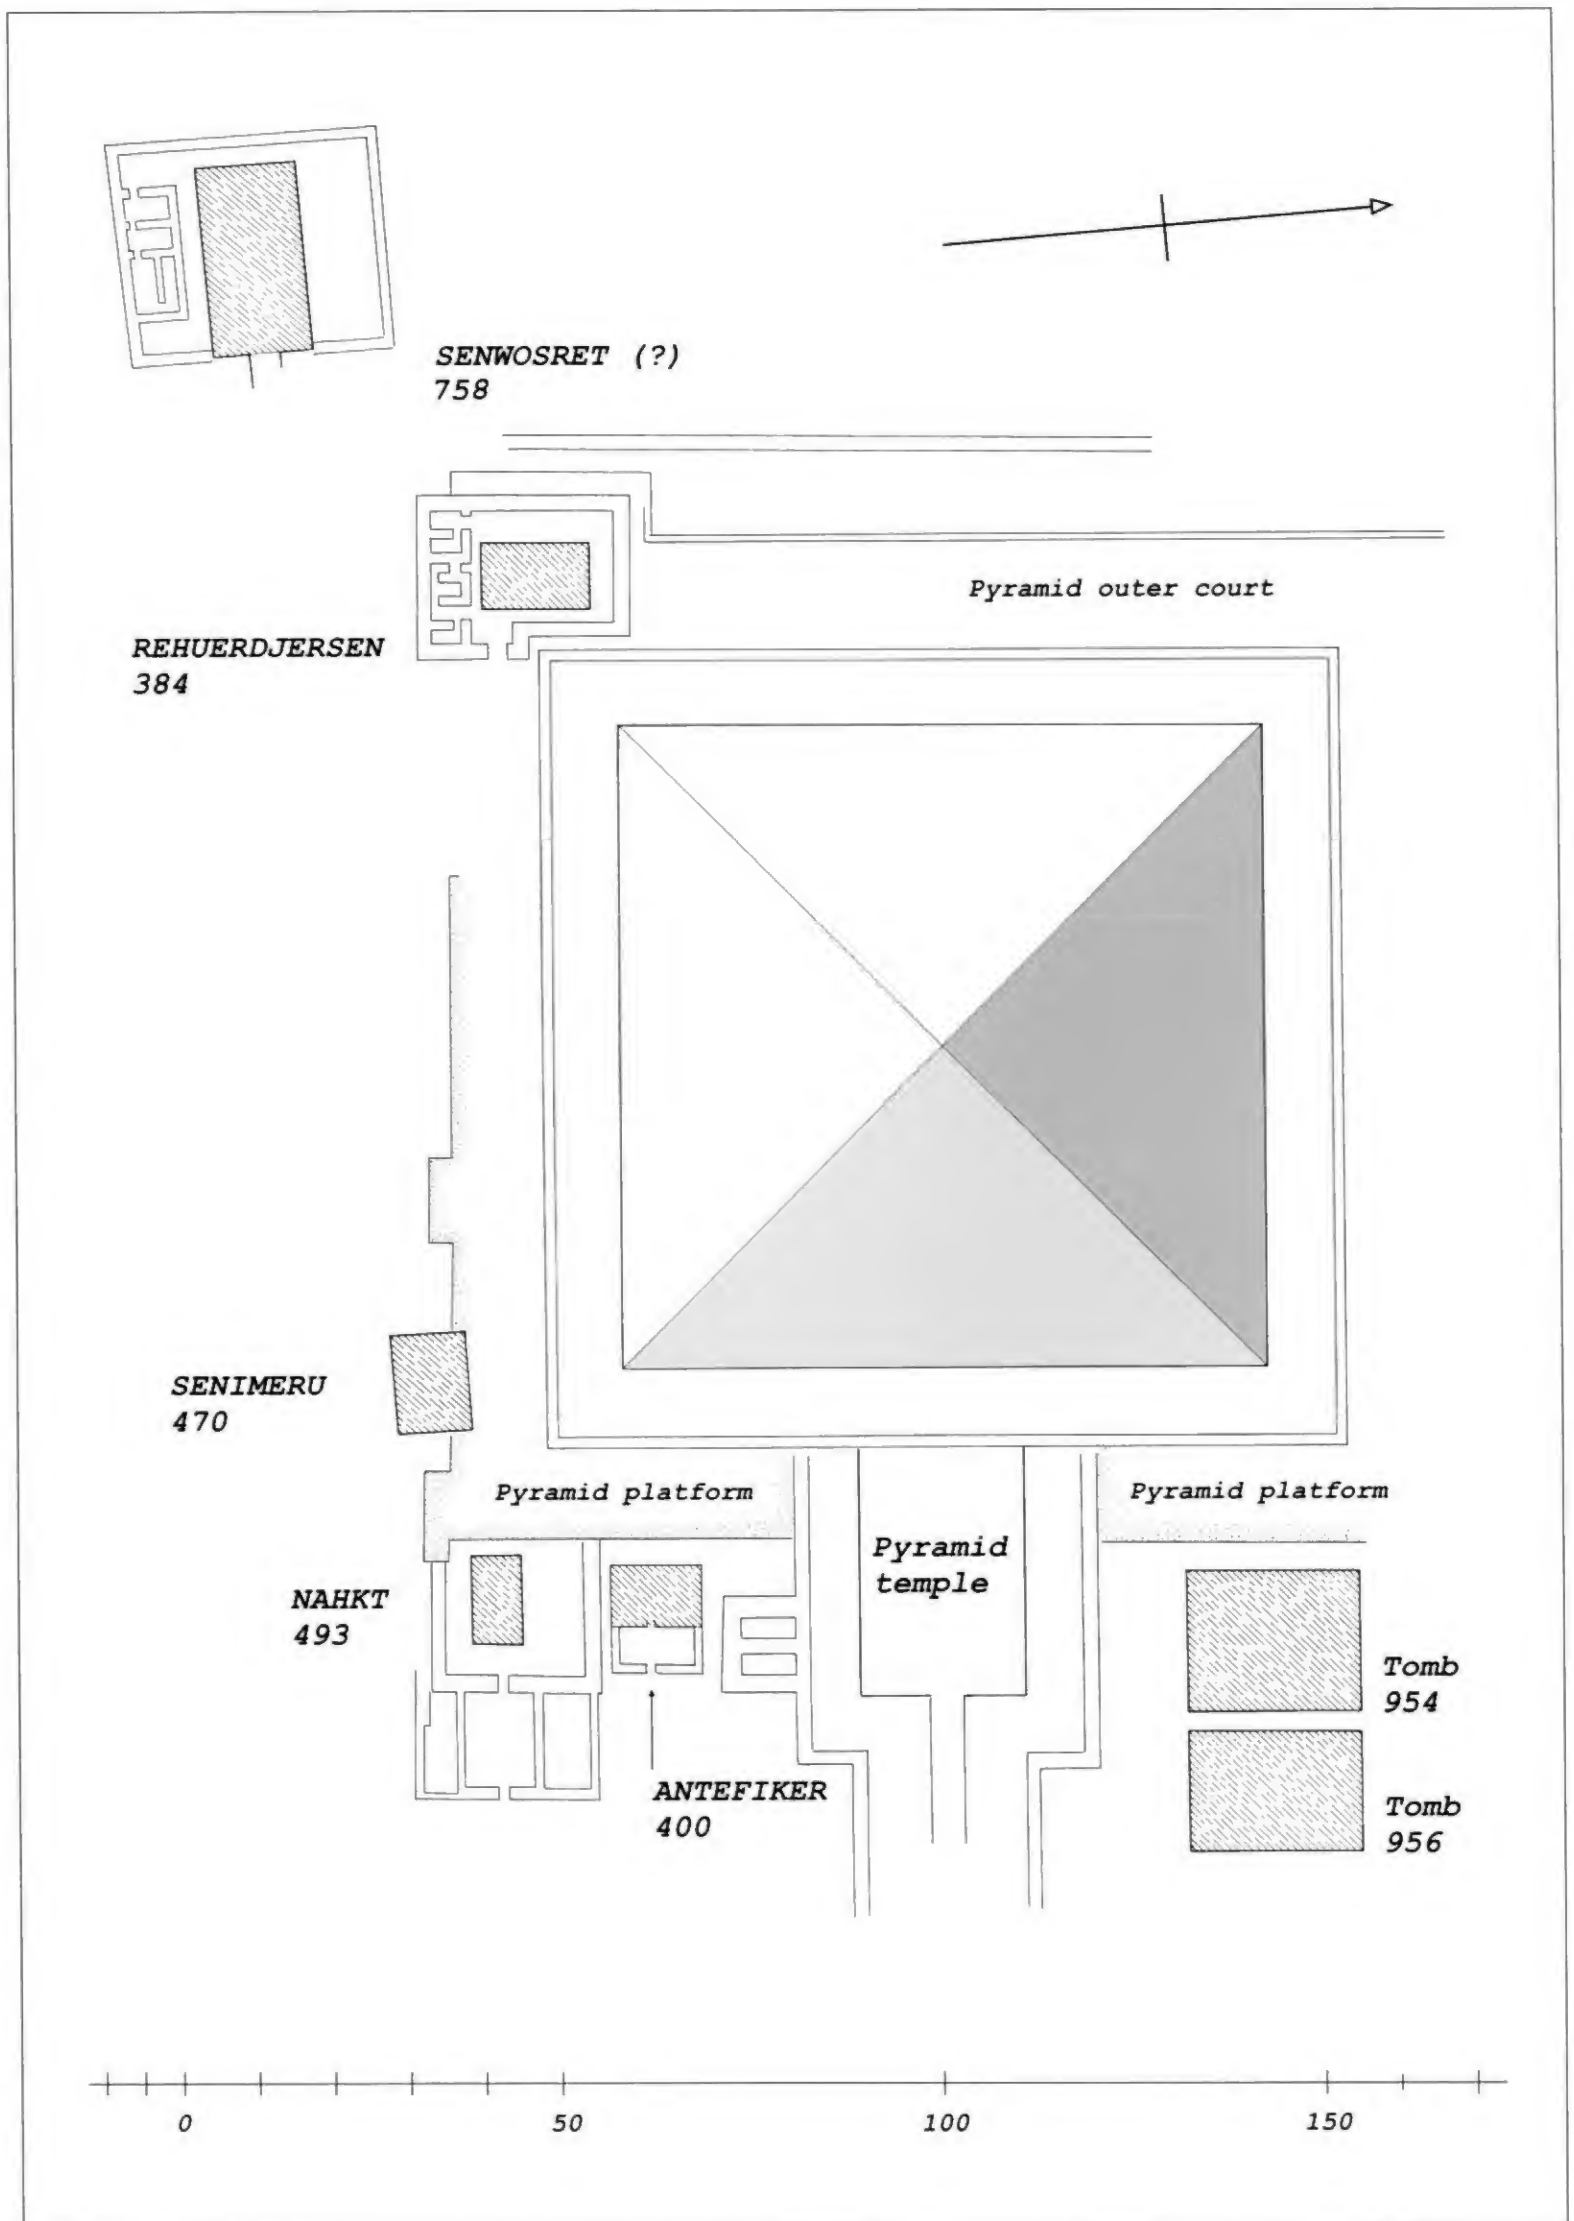 SENWOSRET (?)
758
Pyramid outer court
REHUERDJERSEN
384
SENIMERU
470
Pyramid platform
Pyramid platform
Pyramid
temple
NAHKT
493
Tomb
954
ANTEFIKER
400
Tomb
956
0 50 100 150